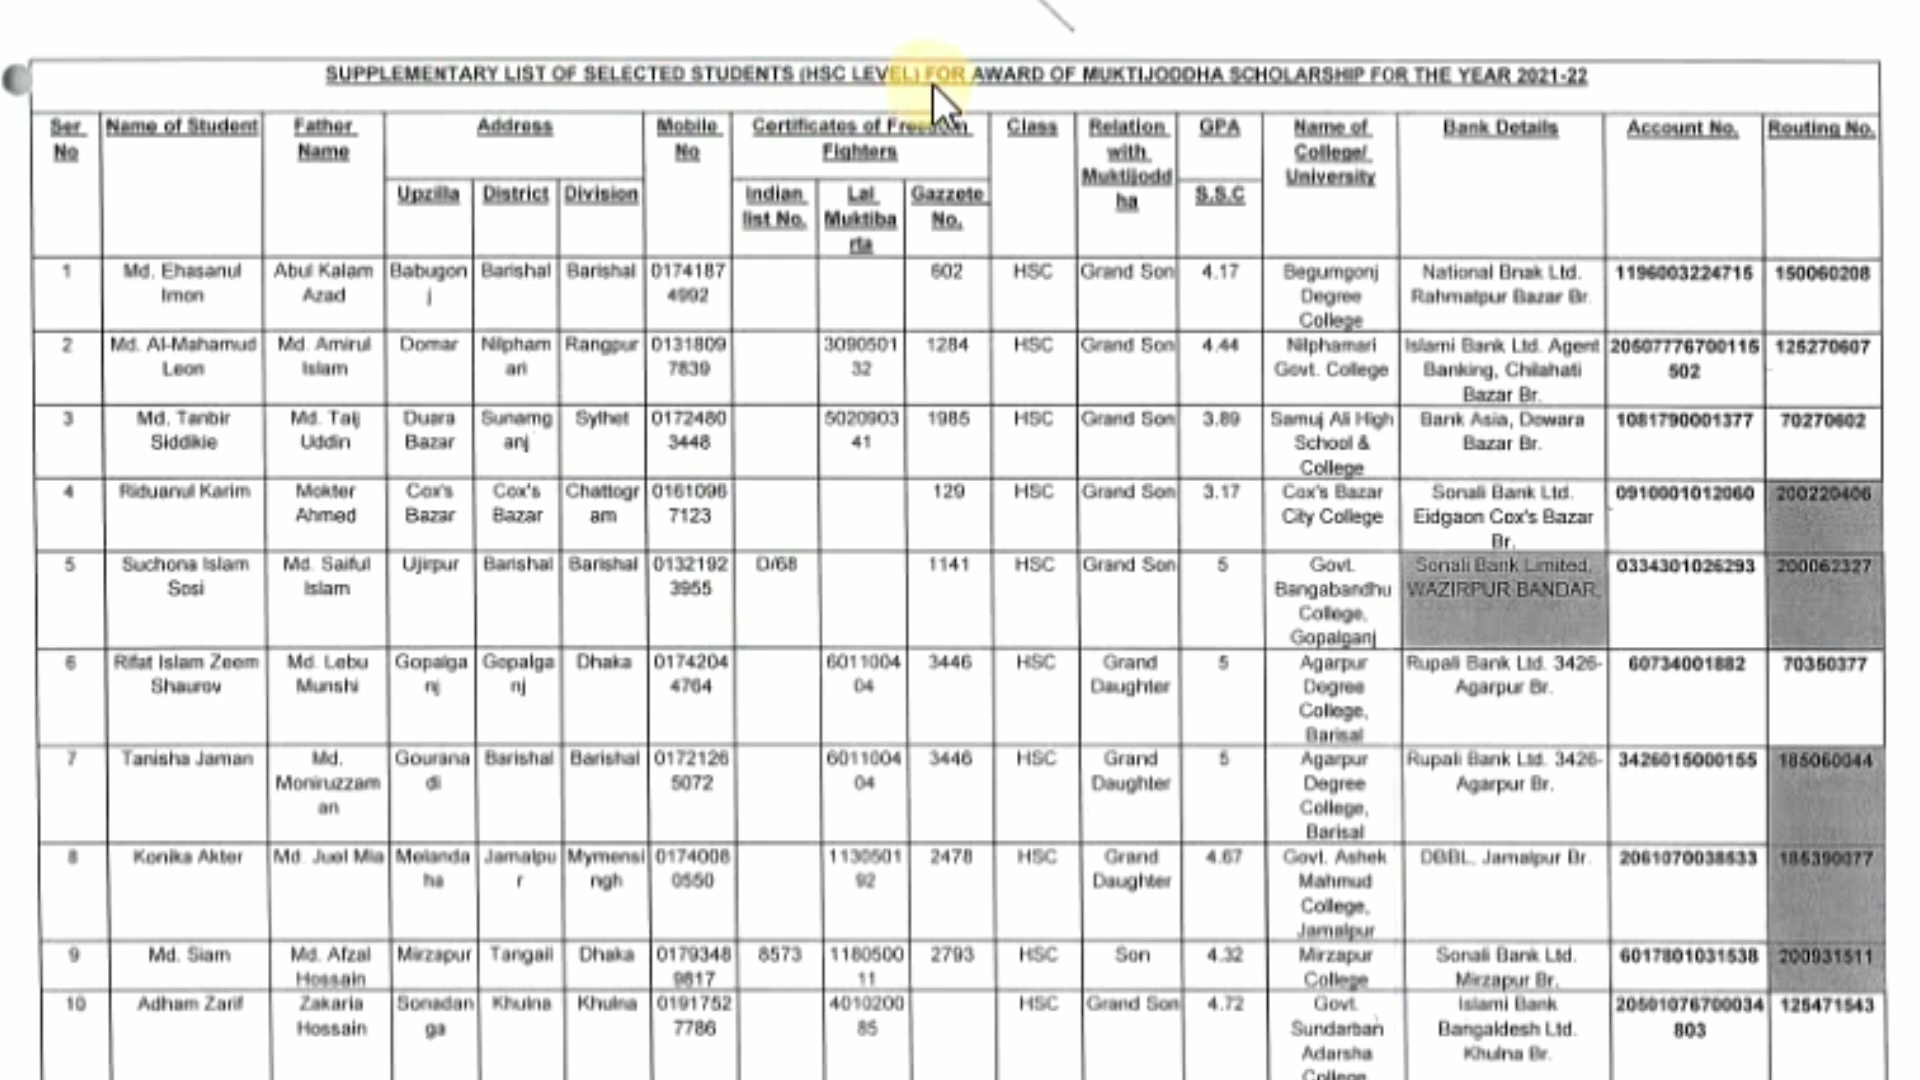 SUPPLEMENTARY LIST OF SELECTED STUDENTS (HSC LEVEL) FOR AWARD OF MUKTIJODDHA SCHOLARSHIP FOR THE YEAR 2021-22
Ser No | Name of Student | Father Name | Address | Mobile No | Certificates of Freedom Fighters | Class | Relation with Muktijoddha | GPA | Name of College/ University | Bank Details | Account No. | Routing No.
Upzilla | District | Division | Indian list No. | Lal Muktibarta | Gazzete No. | S.S.C
1 | Md. Ehasanul Imon | Abul Kalam Azad | Babugonj | Barishal | Barishal | 01741874992 | 602 | HSC | Grand Son | 4.17 | Begumgonj Degree College | National Bnak Ltd. Rahmatpur Bazar Br. | 1196003224715 | 150060208
2 | Md. Al-Mahamud Leon | Md. Amirul Islam | Domar | Nilphamari | Rangpur | 01318097839 | 309050132 | 1284 | HSC | Grand Son | 4.44 | Nilphamari Govt. College | Islami Bank Ltd. Agent Banking, Chilahati Bazar Br. | 20507776700115502 | 125270607
3 | Md. Tanbir Siddikie | Md. Taij Uddin | Duara Bazar | Sunamganj | Sylhet | 01724803448 | 502090341 | 1985 | HSC | Grand Son | 3.89 | Samuj Ali High School & College | Bank Asia, Dowara Bazar Br. | 1081790001377 | 70270602
4 | Riduanul Karim | Mokter Ahmed | Cox's Bazar | Cox's Bazar | Chattogram | 01610967123 | 129 | HSC | Grand Son | 3.17 | Cox's Bazar City College | Sonali Bank Ltd. Eidgaon Cox's Bazar Br. | 0910001012060 | 200220406
5 | Suchona Islam Sosi | Md. Saiful Islam | Ujirpur | Barishal | Barishal | 01321923955 | D/68 | 1141 | HSC | Grand Son | 5 | Govt. Bangabandhu College, Gopalganj | Sonali Bank Limited, WAZIRPUR BANDAR, | 0334301026293 | 200062327
6 | Rifat Islam Zeem Shaurov | Md. Lebu Munshi | Gopalganj | Gopalganj | Dhaka | 01742044764 | 601100404 | 3446 | HSC | Grand Daughter | 5 | Agarpur Degree College, Barisal | Rupali Bank Ltd. 3426-Agarpur Br. | 60734001882 | 70350377
7 | Tanisha Jaman | Md. Moniruzzaman | Gouranadi | Barishal | Barishal | 01721265072 | 601100404 | 3446 | HSC | Grand Daughter | 5 | Agarpur Degree College, Barisal | Rupali Bank Ltd. 3426-Agarpur Br. | 3426015000155 | 185060044
8 | Konika Akter | Md. Juel Mia | Melandaha | Jamalpur | Mymensingh | 01740080550 | 113050192 | 2478 | HSC | Grand Daughter | 4.67 | Govt. Ashek Mahmud College, Jamalpur | DBBL, Jamalpur Br. | 2061070038533 | 185390077
9 | Md. Siam | Md. Afzal Hossain | Mirzapur | Tangail | Dhaka | 01793489817 | 8573 | 118050011 | 2793 | HSC | Son | 4.32 | Mirzapur College | Sonali Bank Ltd. Mirzapur Br. | 6017801031538 | 200931511
10 | Adham Zarif | Zakaria Hossain | Sonadanga | Khulna | Khulna | 01917527786 | 401020085 | HSC | Grand Son | 4.72 | Govt. Sundarban Adarsha College, | Islami Bank Bangaldesh Ltd. Khulna Br. | 20501076700034803 | 125471543